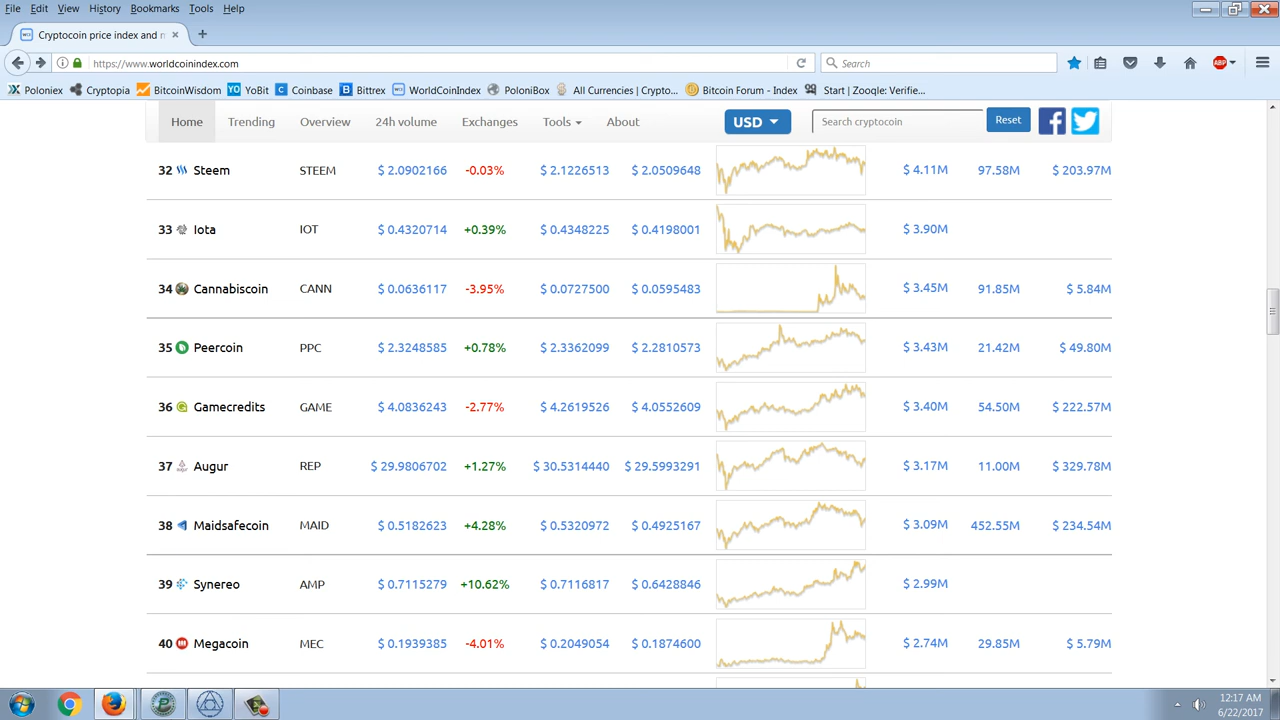 File Edit View History Bookmarks Tools Help
Cryptocoin price index and
https://www.worldcoinindex.com
Search
Poloniex Cryptopia BitcoinWisdom YoBit Coinbase Bittrex WorldCoinIndex PoloniBox All Currencies | Crypto... Bitcoin Forum - Index Start | Zooqle: Verifie...
Home Trending Overview 24h volume Exchanges Tools About USD Search cryptocoin Reset
32 Steem STEEM $ 2.0902166 -0.03% $ 2.1226513 $ 2.0509648 $ 4.11M 97.58M $ 203.97M
33 Iota IOT $ 0.4320714 +0.39% $ 0.4348225 $ 0.4198001 $ 3.90M
34 Cannabiscoin CANN $ 0.0636117 -3.95% $ 0.0727500 $ 0.0595483 $ 3.45M 91.85M $ 5.84M
35 Peercoin PPC $ 2.3248585 +0.78% $ 2.3362099 $ 2.2810573 $ 3.43M 21.42M $ 49.80M
36 Gamecredits GAME $ 4.0836243 -2.77% $ 4.2619526 $ 4.0552609 $ 3.40M 54.50M $ 222.57M
37 Augur REP $ 29.9806702 +1.27% $ 30.5314440 $ 29.5993291 $ 3.17M 11.00M $ 329.78M
38 Maidsafecoin MAID $ 0.5182623 +4.28% $ 0.5320972 $ 0.4925167 $ 3.09M 452.55M $ 234.54M
39 Synereo AMP $ 0.7115279 +10.62% $ 0.7116817 $ 0.6428846 $ 2.99M
40 Megacoin MEC $ 0.1939385 -4.01% $ 0.2049054 $ 0.1874600 $ 2.74M 29.85M $ 5.79M
12:17 AM
6/22/2017